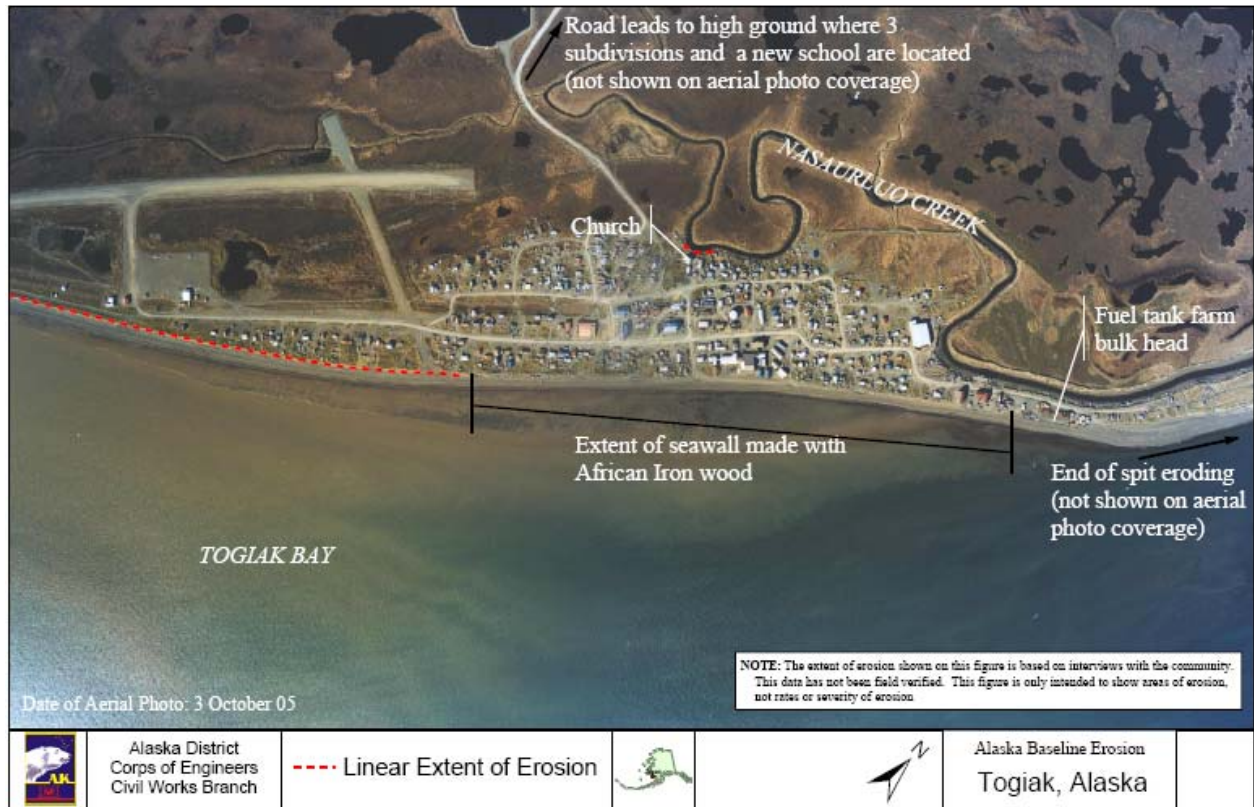 Road leads to high ground where 3
subdivisions and a new school are located
(not shown on aerial photo coverage)
NASAURLUO CREEK
Church
Fuel tank farm
bulk head
Extent of seawall made with
African Iron wood
End of spit eroding
(not shown on aerial
photo coverage)
TOGIAK BAY
NOTE: The extent of erosion shown on this figure is based on interviews with the community.
This data has not been field verified. This figure is only intended to show areas of erosion,
not rates or severity of erosion
Date of Aerial Photo: 3 October 05
AK
Alaska District
Corps of Engineers
Civil Works Branch
Linear Extent of Erosion
N
Alaska Baseline Erosion
Togiak, Alaska